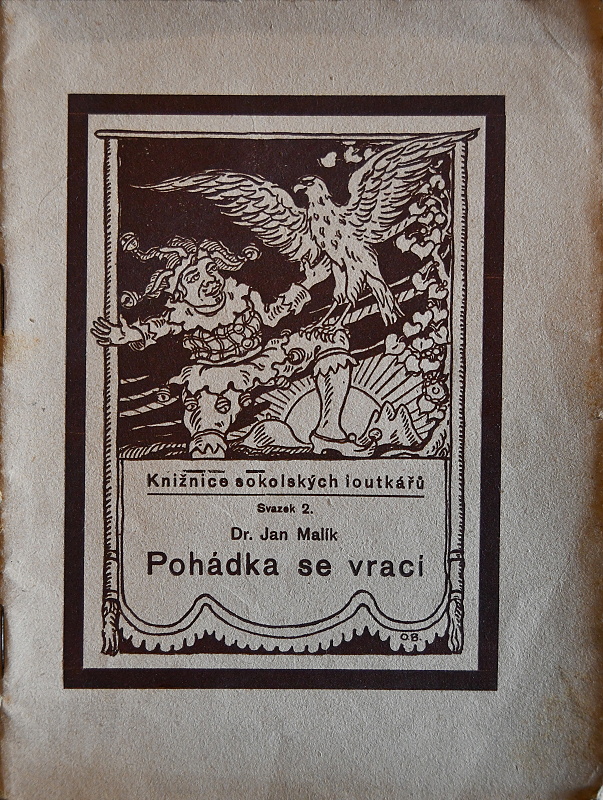 Knižnice sokolských loutkářů
Svazek 2.
Dr. Jan Malík
Pohádka se vrací
O.B.